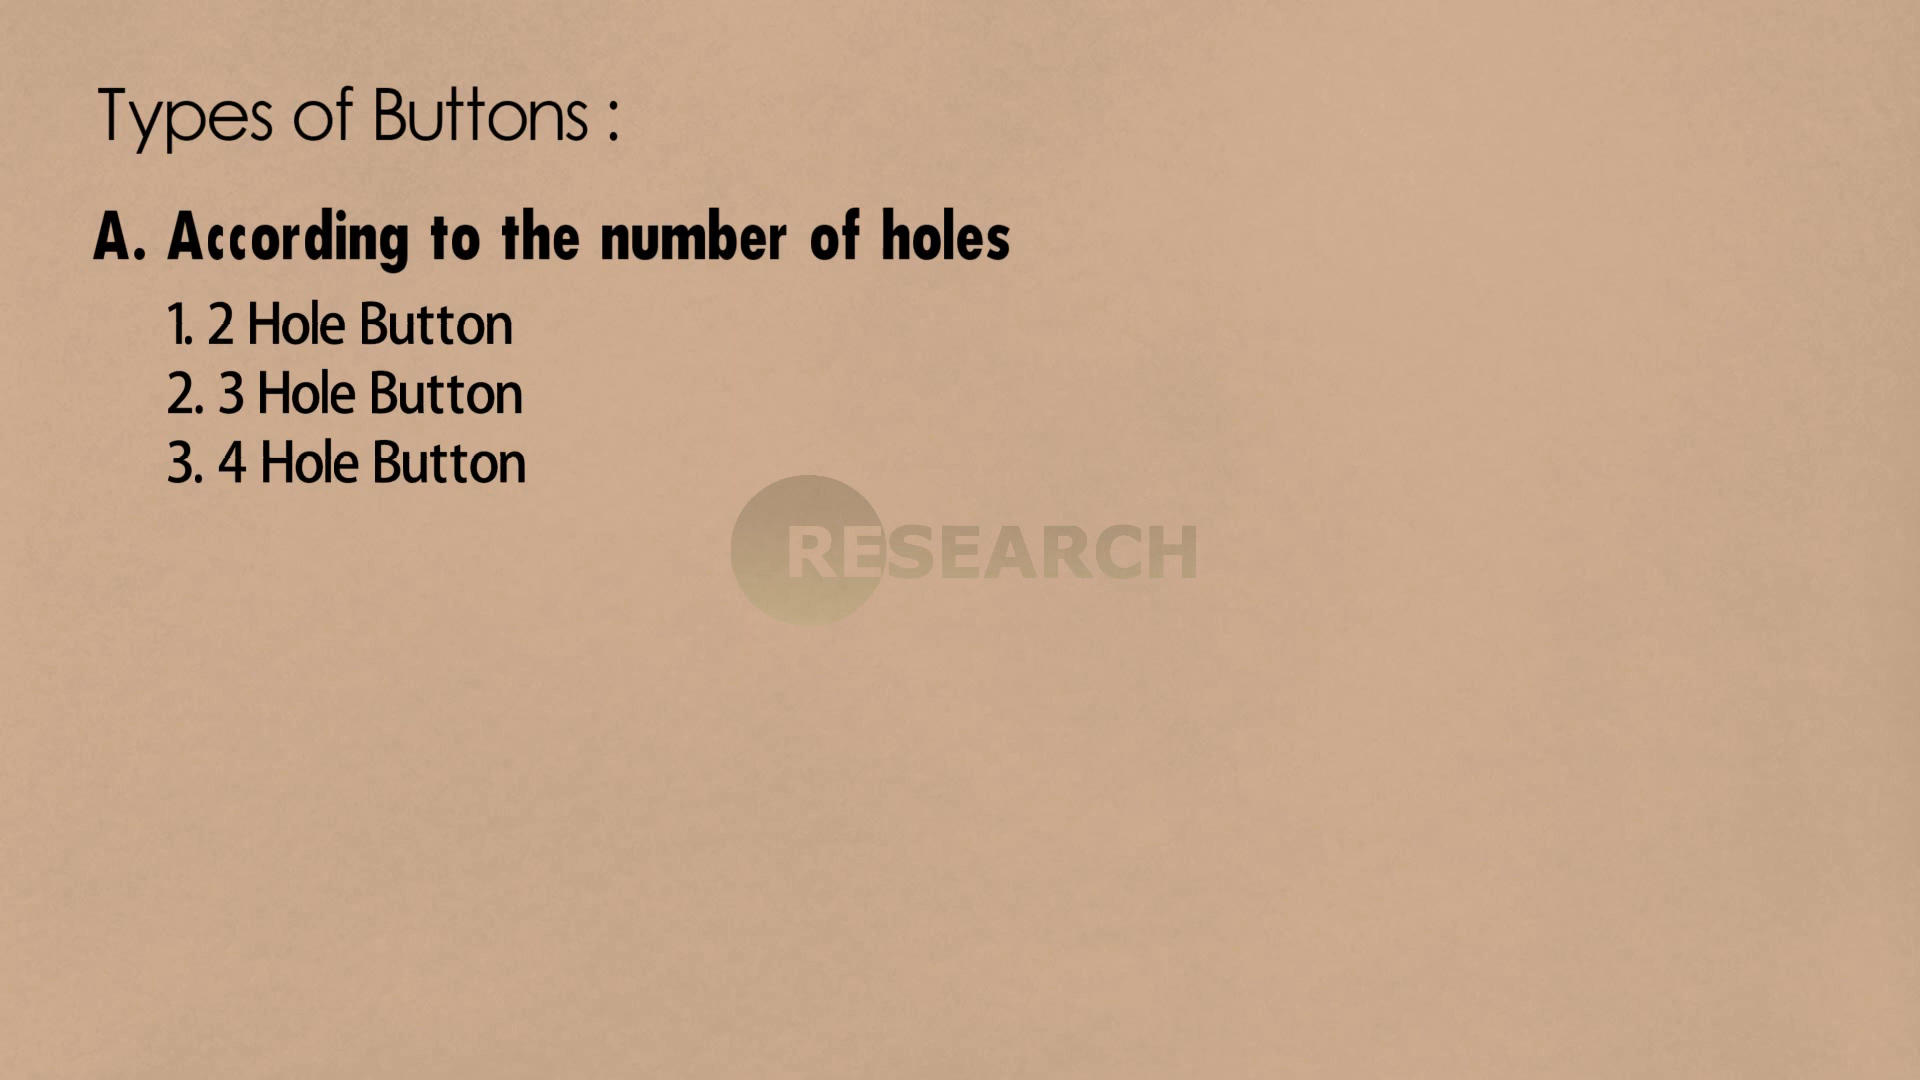 Types of Buttons :
A. According to the number of holes
1. 2 Hole Button
2. 3 Hole Button
3. 4 Hole Button
RESEARCH